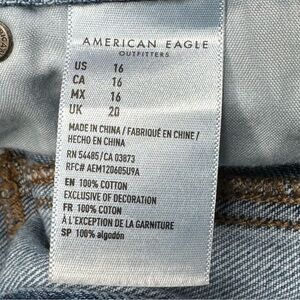 AMERICAN EAGLE
OUTFITTERS
US 16
CA 16
MX 16
UK 20
MADE IN CHINA / FABRIQUÉ EN CHINE /
HECHO EN CHINA
RN 54485/CA 03873
RFC# AEM120605U9A
EN 100% COTTON
EXCLUSIVE OF DECORATION
FR 100% COTON
À L'EXCEPTION DE LA GARNITURE
SP 100% algodón